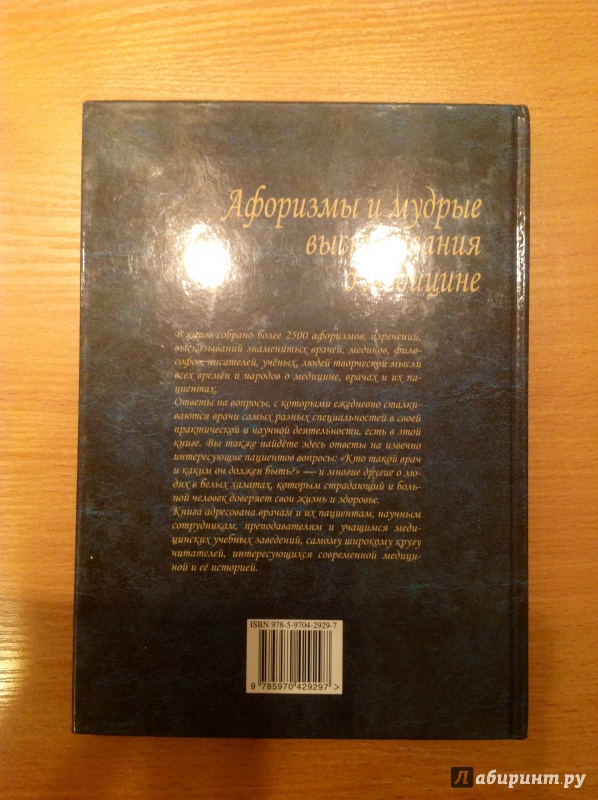 Афоризмы и мудрые
высказывания
о медицине
В книге собрано более 2500 афоризмов, изречений,
высказываний знаменитых врачей, медиков, фило-
софов, писателей, учёных, людей творческой мысли
всех времён и народов о медицине, врачах и их па-
циентах.
Ответы на вопросы, с которыми ежедневно сталки-
ваются врачи самых разных специальностей в своей
практической и научной деятельности, есть в этой
книге. Вы также найдёте здесь ответы на извечно
интересующие пациентов вопросы: «Кто такой врач
и каким он должен быть?» — и многие другие о лю-
дях в белых халатах, которым страдающий и боль-
ной человек доверяет свои жизнь и здоровье.
Книга адресована врачам и их пациентам, научным
сотрудникам, преподавателям и учащимся меди-
цинских учебных заведений, самому широкому кругу
читателей, интересующихся современной медици-
ной и её историей.
ISBN 978-5-9704-2929-7
9 785970 429297 >
Лабиринт.ру